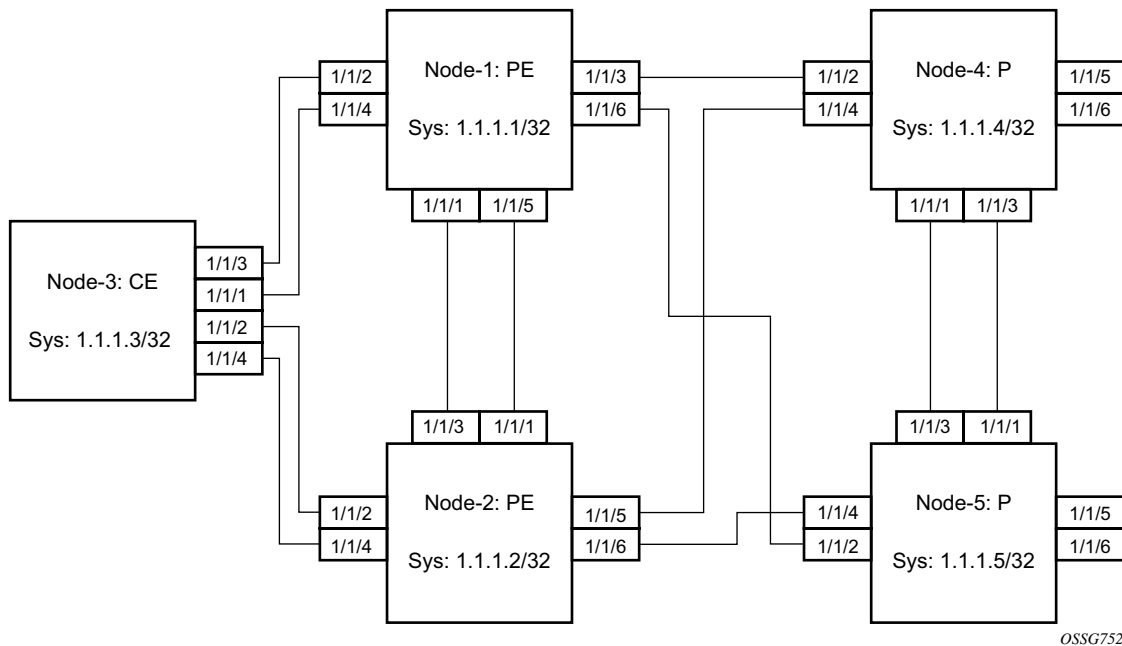 1/1/2
1/1/4
Node-1: PE
Sys: 1.1.1.1/32
1/1/3
1/1/6
1/1/1
1/1/5
1/1/2
1/1/4
Node-4: P
Sys: 1.1.1.4/32
1/1/5
1/1/6
1/1/1
1/1/3
Node-3: CE
Sys: 1.1.1.3/32
1/1/3
1/1/1
1/1/2
1/1/4
1/1/3
1/1/1
1/1/2
1/1/4
Node-2: PE
Sys: 1.1.1.2/32
1/1/5
1/1/6
1/1/3
1/1/1
1/1/4
1/1/2
Node-5: P
Sys: 1.1.1.5/32
1/1/5
1/1/6
OSSG752